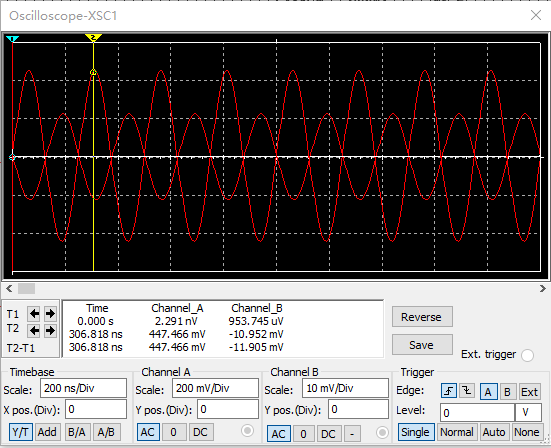 Oscilloscope-XSC1
1 2
T1
T2
T2-T1
Time Channel_A Channel_B
0.000 s 2.291 nV 953.745 uV
306.818 ns 447.466 mV -10.952 mV
306.818 ns 447.466 mV -11.905 mV
Reverse
Save
Ext. trigger
Timebase
Scale: 200 ns/Div
X pos.(Div): 0
Y/T Add B/A A/B
Channel A
Scale: 200 mV/Div
Y pos.(Div): 0
AC 0 DC
Channel B
Scale: 10 mV/Div
Y pos.(Div): 0
AC 0 DC -
Trigger
Edge: A B Ext
Level: 0 V
Single Normal Auto None